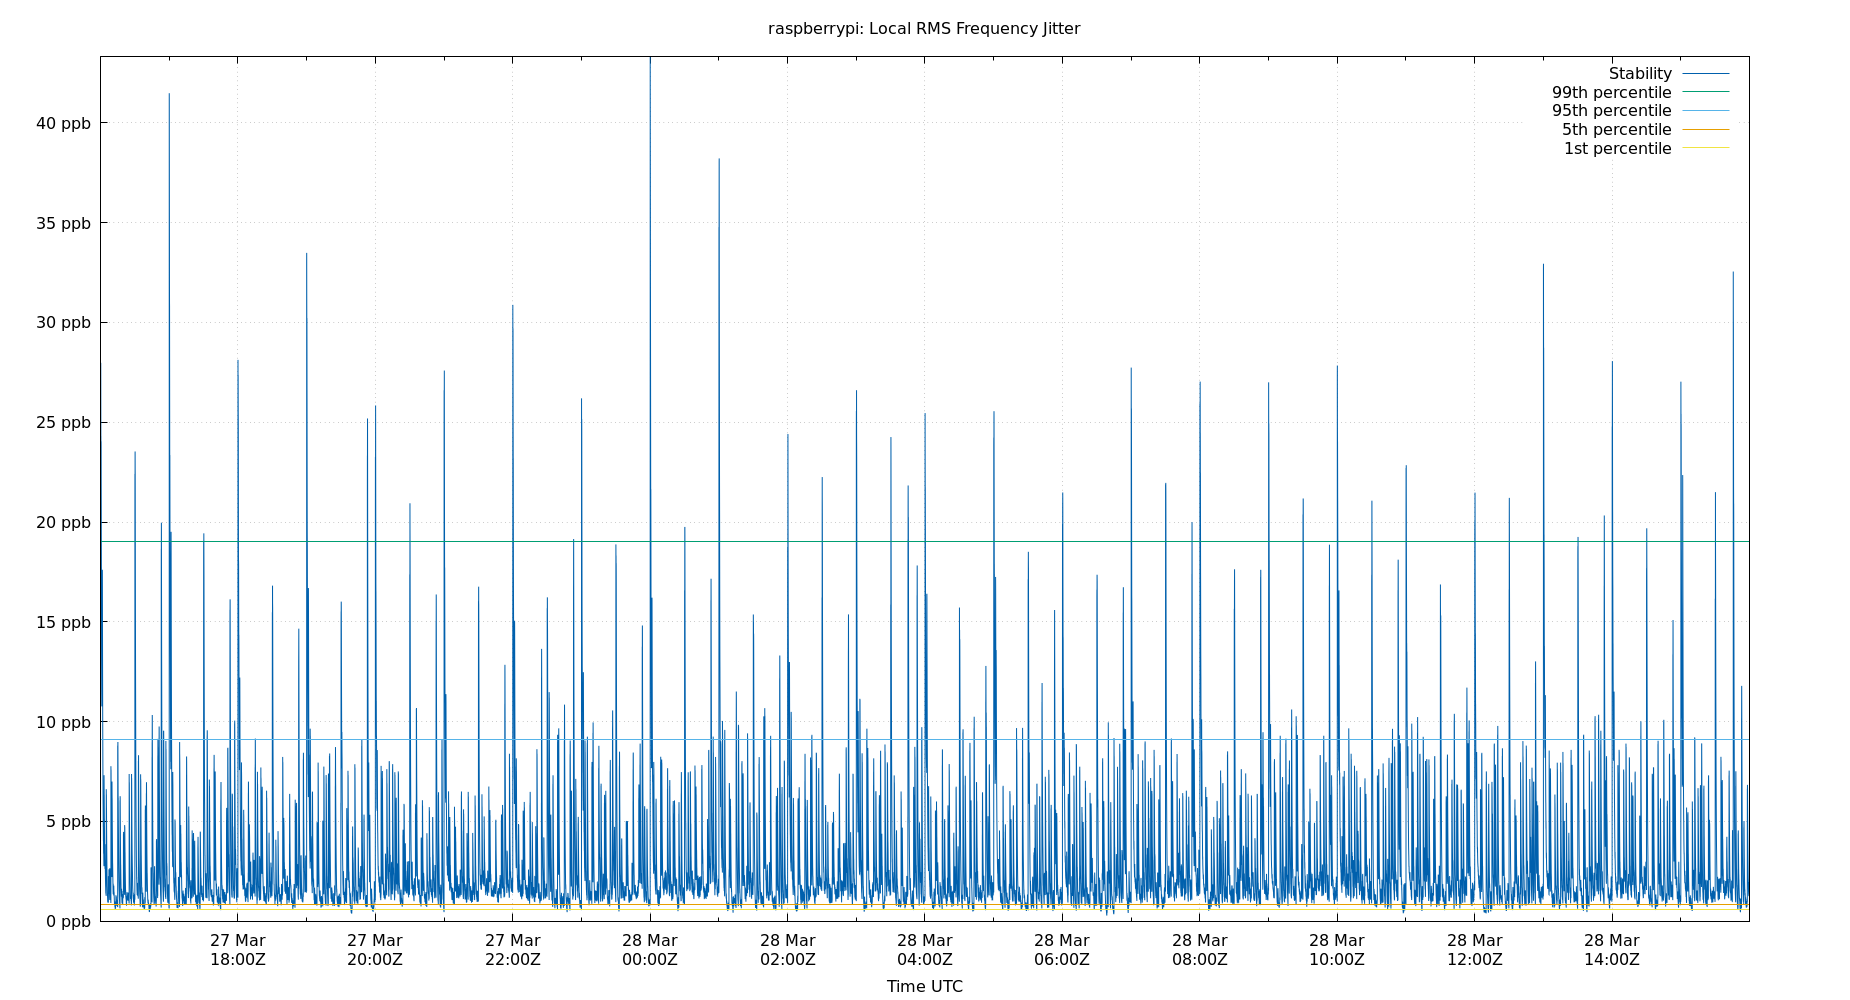 raspberrypi: Local RMS Frequency Jitter
Stability
99th percentile
95th percentile
5th percentile
1st percentile
40 ppb
35 ppb
30 ppb
25 ppb
20 ppb
15 ppb
10 ppb
5 ppb
0 ppb
27 Mar 27 Mar 27 Mar 28 Mar 28 Mar 28 Mar 28 Mar 28 Mar 28 Mar 28 Mar 28 Mar
18:00Z 20:00Z 22:00Z 00:00Z 02:00Z 04:00Z 06:00Z 08:00Z 10:00Z 12:00Z 14:00Z
Time UTC